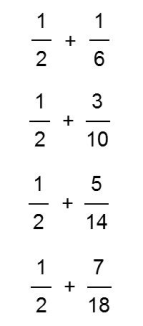 1/2 + 1/6
1/2 + 3/10
1/2 + 5/14
1/2 + 7/18